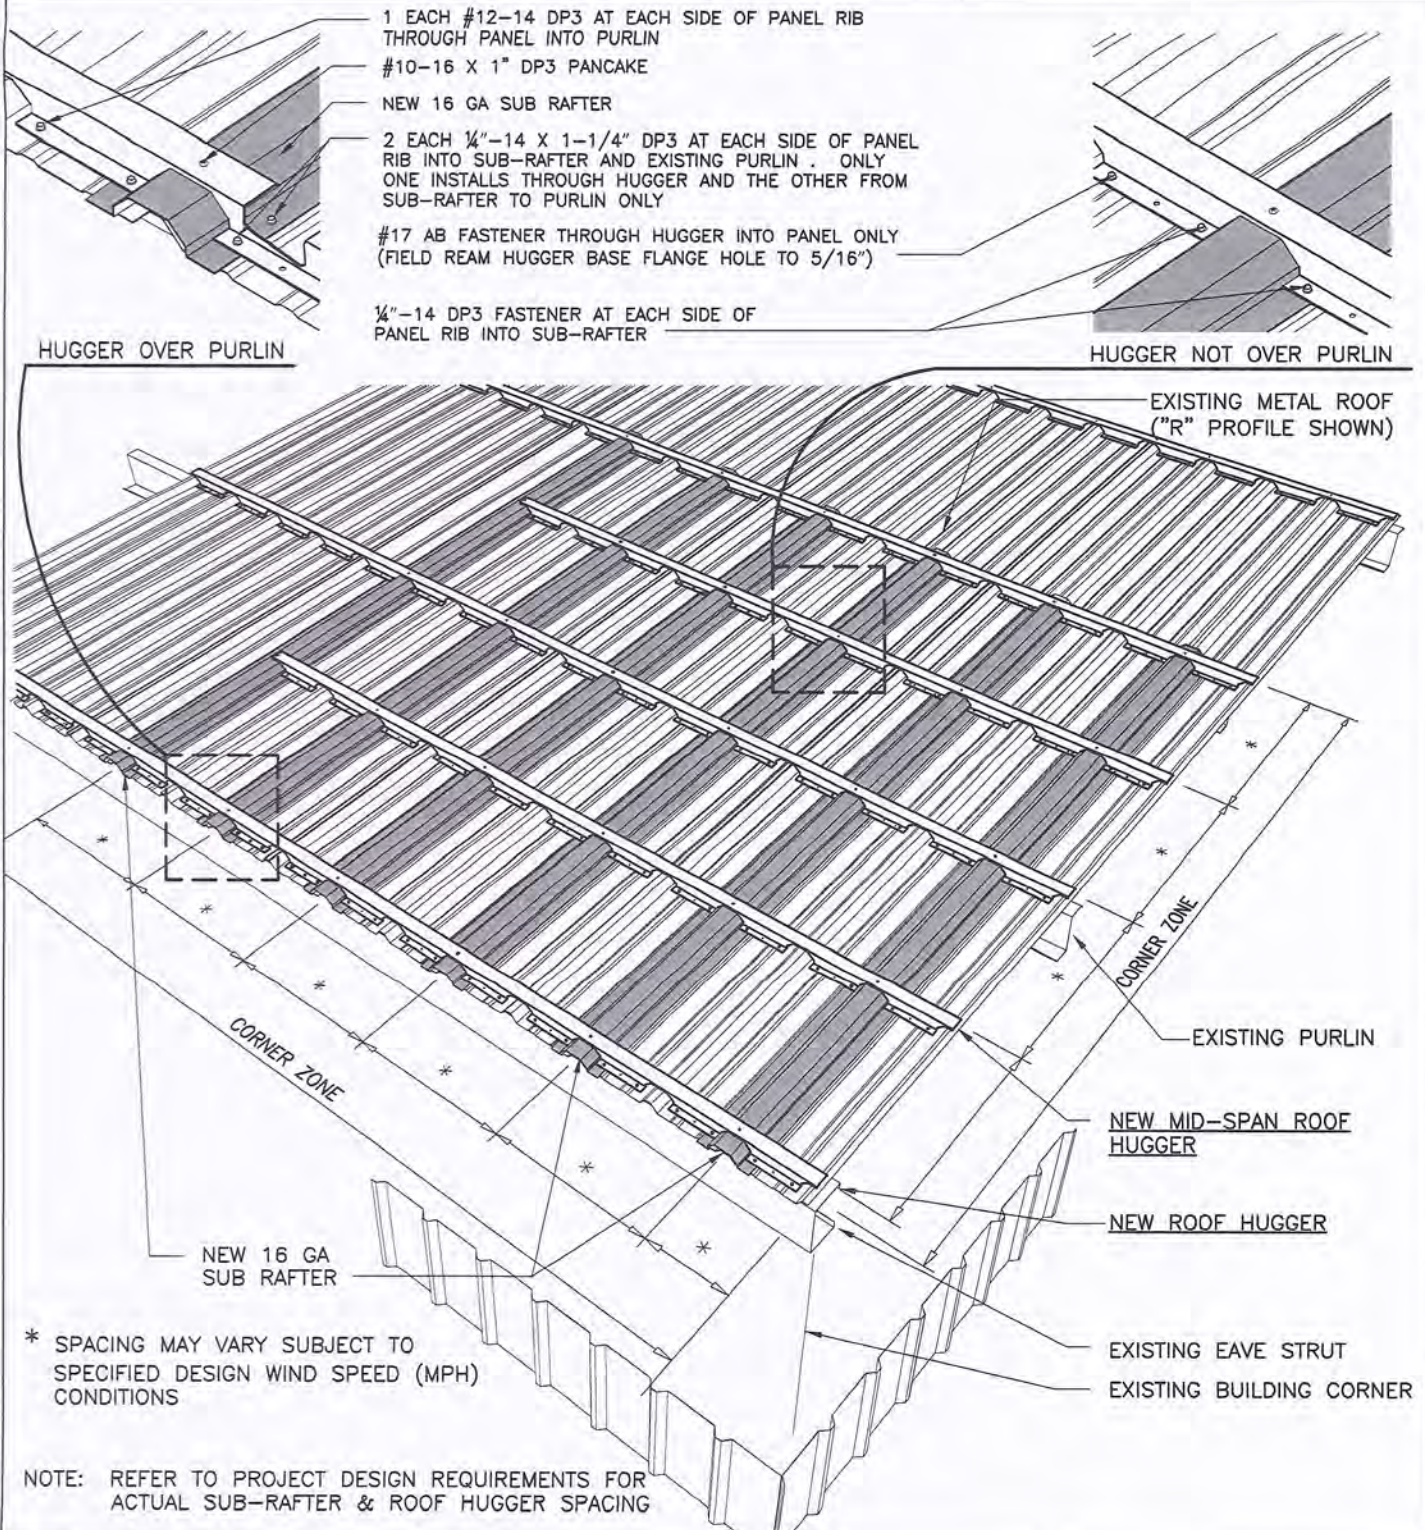 1 EACH #12-14 DP3 AT EACH SIDE OF PANEL RIB
THROUGH PANEL INTO PURLIN
#10-16 X 1" DP3 PANCAKE
NEW 16 GA SUB RAFTER
2 EACH ¼"-14 X 1-1/4" DP3 AT EACH SIDE OF PANEL
RIB INTO SUB-RAFTER AND EXISTING PURLIN . ONLY
ONE INSTALLS THROUGH HUGGER AND THE OTHER FROM
SUB-RAFTER TO PURLIN ONLY
#17 AB FASTENER THROUGH HUGGER INTO PANEL ONLY
(FIELD REAM HUGGER BASE FLANGE HOLE TO 5/16")
¼"-14 DP3 FASTENER AT EACH SIDE OF
PANEL RIB INTO SUB-RAFTER
HUGGER OVER PURLIN
HUGGER NOT OVER PURLIN
EXISTING METAL ROOF
("R" PROFILE SHOWN)
*
*
*
*
*
*
*
*
*
CORNER ZONE
CORNER ZONE
EXISTING PURLIN
NEW MID-SPAN ROOF
HUGGER
NEW ROOF HUGGER
NEW 16 GA
SUB RAFTER
* SPACING MAY VARY SUBJECT TO
SPECIFIED DESIGN WIND SPEED (MPH)
CONDITIONS
EXISTING EAVE STRUT
EXISTING BUILDING CORNER
NOTE: REFER TO PROJECT DESIGN REQUIREMENTS FOR
ACTUAL SUB-RAFTER & ROOF HUGGER SPACING